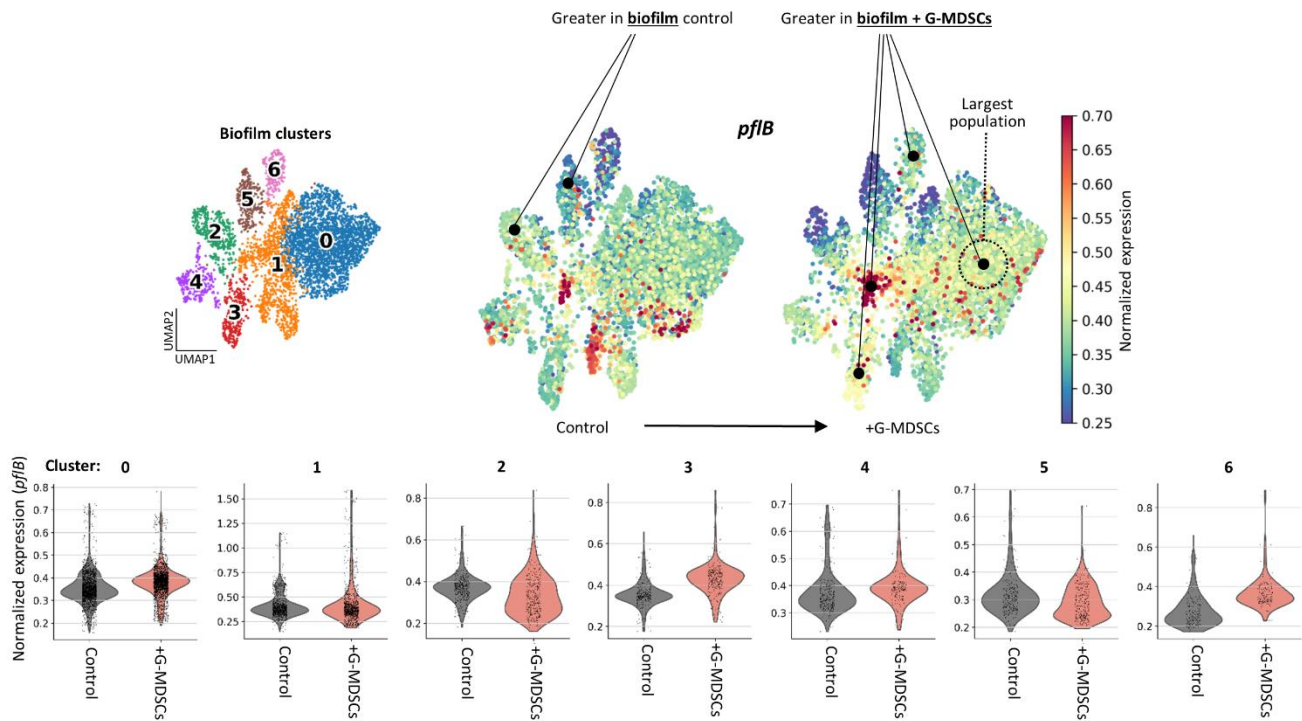 Greater in biofilm control
Greater in biofilm + G-MDSCs
Largest
population
pflB
Biofilm clusters
6
5
2
0
1
4
3
UMAP2
UMAP1
0.70
0.65
0.60
0.55
0.50
0.45
0.40
0.35
0.30
0.25
Normalized expression
Control
+G-MDSCs
Normalized expression (pflB)
Cluster: 0 1 2 3 4 5 6
0.8
0.7
0.6
0.5
0.4
0.3
0.2
Control
+G-MDSCs
1.50
1.25
1.00
0.75
0.50
0.25
Control
+G-MDSCs
0.8
0.6
0.4
0.2
Control
+G-MDSCs
0.8
0.6
0.4
0.2
Control
+G-MDSCs
0.7
0.6
0.5
0.4
0.3
Control
+G-MDSCs
0.7
0.6
0.5
0.4
0.3
0.2
Control
+G-MDSCs
0.8
0.6
0.4
0.2
Control
+G-MDSCs